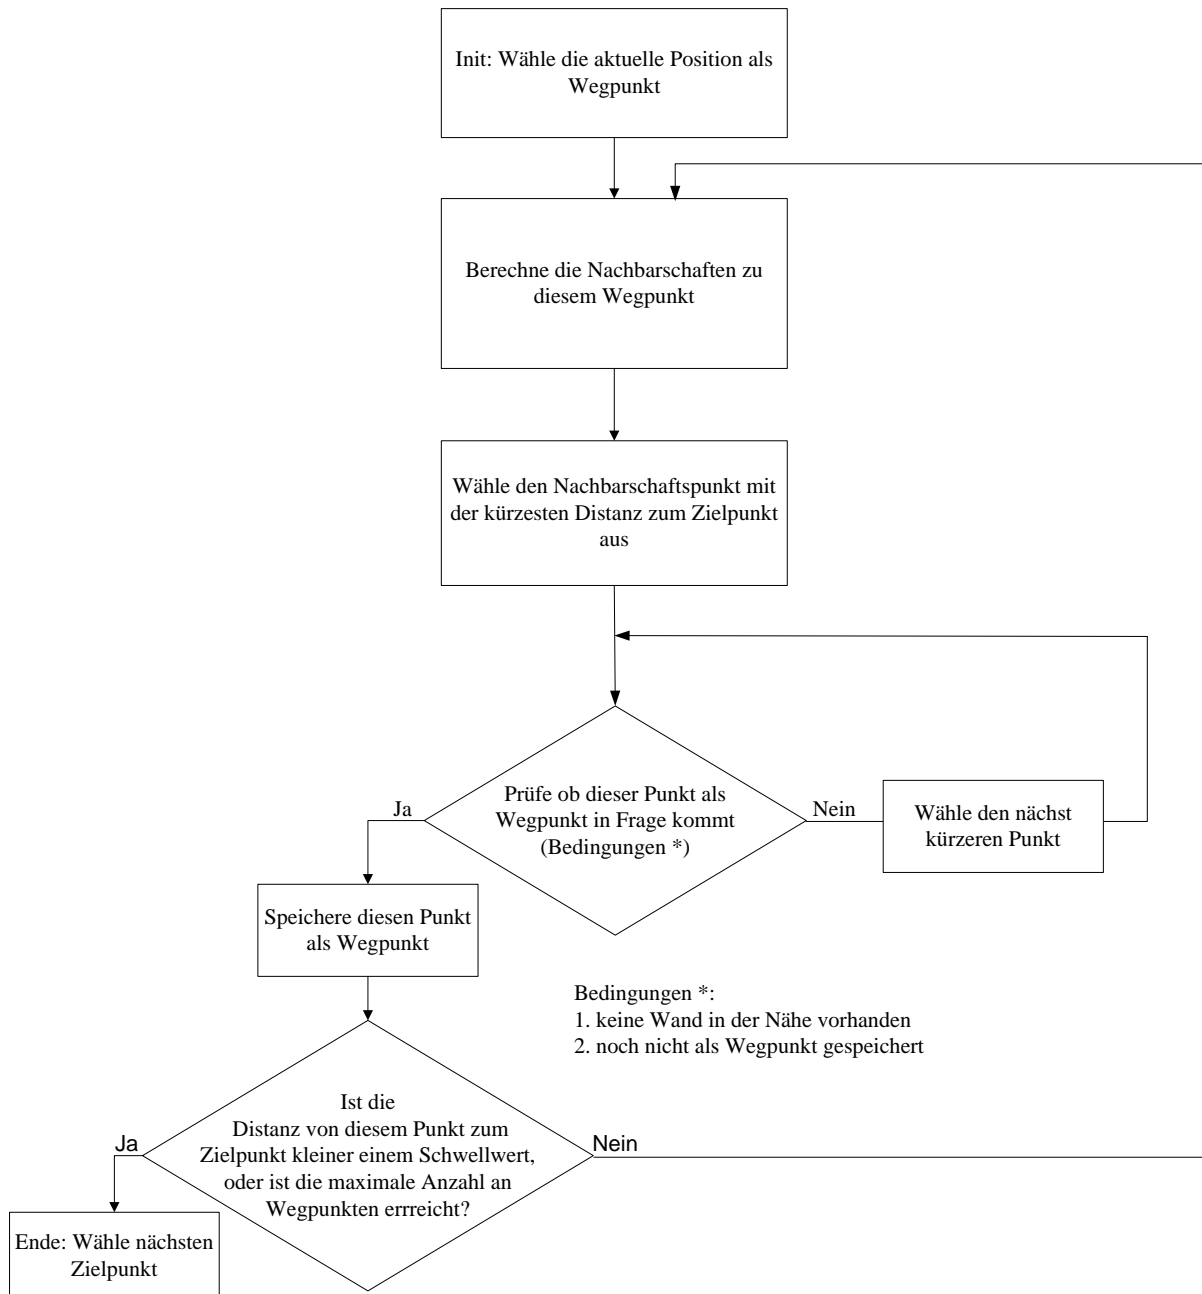 Init: Wähle die aktuelle Position als
Wegpunkt
Berechne die Nachbarschaften zu
diesem Wegpunkt
Wähle den Nachbarschaftspunkt mit
der kürzesten Distanz zum Zielpunkt
aus
Prüfe ob dieser Punkt als
Wegpunkt in Frage kommt
(Bedingungen *)
Ja
Nein
Wähle den nächst
kürzeren Punkt
Speichere diesen Punkt
als Wegpunkt
Bedingungen *:
1. keine Wand in der Nähe vorhanden
2. noch nicht als Wegpunkt gespeichert
Ist die
Distanz von diesem Punkt zum
Zielpunkt kleiner einem Schwellwert,
oder ist die maximale Anzahl an
Wegpunkten errreicht?
Ja
Nein
Ende: Wähle nächsten
Zielpunkt